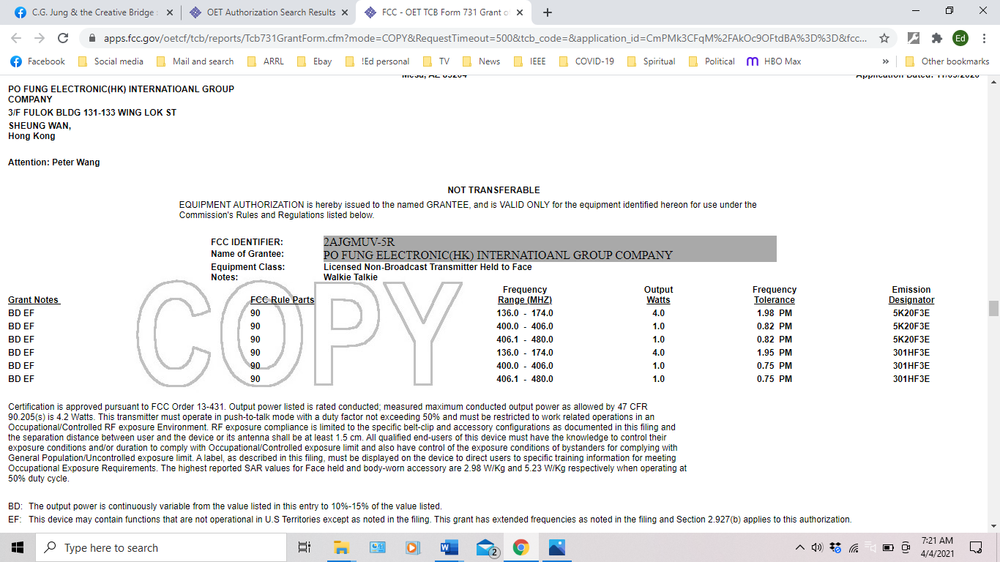 C.G. Jung & the Creative Bridge
OET Authorization Search Results
FCC - OET TCB Form 731 Grant o
apps.fcc.gov/oetcf/tcb/reports/Tcb731GrantForm.cfm?mode=COPY&RequestTimeout=500&tcb_code=&application_id=CmPMk3CFqM%2FAkOc9OFtdBA%3D%3D&fcc...
Ed
Facebook Social media Mail and search ARRL Ebay !Ed personal TV News IEEE COVID-19 Spiritual Political HBO Max » Other bookmarks
Mesa, AZ 85204
Application Dated: 11/05/2020
PO FUNG ELECTRONIC(HK) INTERNATIOANL GROUP
COMPANY
3/F FULOK BLDG 131-133 WING LOK ST
SHEUNG WAN,
Hong Kong
Attention: Peter Wang
NOT TRANSFERABLE
EQUIPMENT AUTHORIZATION is hereby issued to the named GRANTEE, and is VALID ONLY for the equipment identified hereon for use under the
Commission's Rules and Regulations listed below.
FCC IDENTIFIER: 2AJGMUV-5R
Name of Grantee: PO FUNG ELECTRONIC(HK) INTERNATIOANL GROUP COMPANY
Equipment Class: Licensed Non-Broadcast Transmitter Held to Face
Notes: Walkie Talkie
COPY
Frequency Output Frequency Emission
Grant Notes FCC Rule Parts Range (MHZ) Watts Tolerance Designator
BD EF 90 136.0 - 174.0 4.0 1.98 PM 5K20F3E
BD EF 90 400.0 - 406.0 1.0 0.82 PM 5K20F3E
BD EF 90 406.1 - 480.0 1.0 0.82 PM 5K20F3E
BD EF 90 136.0 - 174.0 4.0 1.95 PM 301HF3E
BD EF 90 400.0 - 406.0 1.0 0.75 PM 301HF3E
BD EF 90 406.1 - 480.0 1.0 0.75 PM 301HF3E
Certification is approved pursuant to FCC Order 13-431. Output power listed is rated conducted; measured maximum conducted output power as allowed by 47 CFR
90.205(s) is 4.2 Watts. This transmitter must operate in push-to-talk mode with a duty factor not exceeding 50% and must be restricted to work related operations in an
Occupational/Controlled RF exposure Environment. RF exposure compliance is limited to the specific belt-clip and accessory configurations as documented in this filing and
the separation distance between user and the device or its antenna shall be at least 1.5 cm. All qualified end-users of this device must have the knowledge to control their
exposure conditions and/or duration to comply with Occupational/Controlled exposure limit and also have control of the exposure conditions of bystanders for complying with
General Population/Uncontrolled exposure limit. A label, as described in this filing, must be displayed on the device to direct users to specific training information for meeting
Occupational Exposure Requirements. The highest reported SAR values for Face held and body-worn accessory are 2.98 W/Kg and 5.23 W/Kg respectively when operating at
50% duty cycle.
BD: The output power is continuously variable from the value listed in this entry to 10%-15% of the value listed.
EF: This device may contain functions that are not operational in U.S Territories except as noted in the filing. This grant has extended frequencies as noted in the filing and Section 2.927(b) applies to this authorization.
Type here to search
2
7:21 AM
4/4/2021